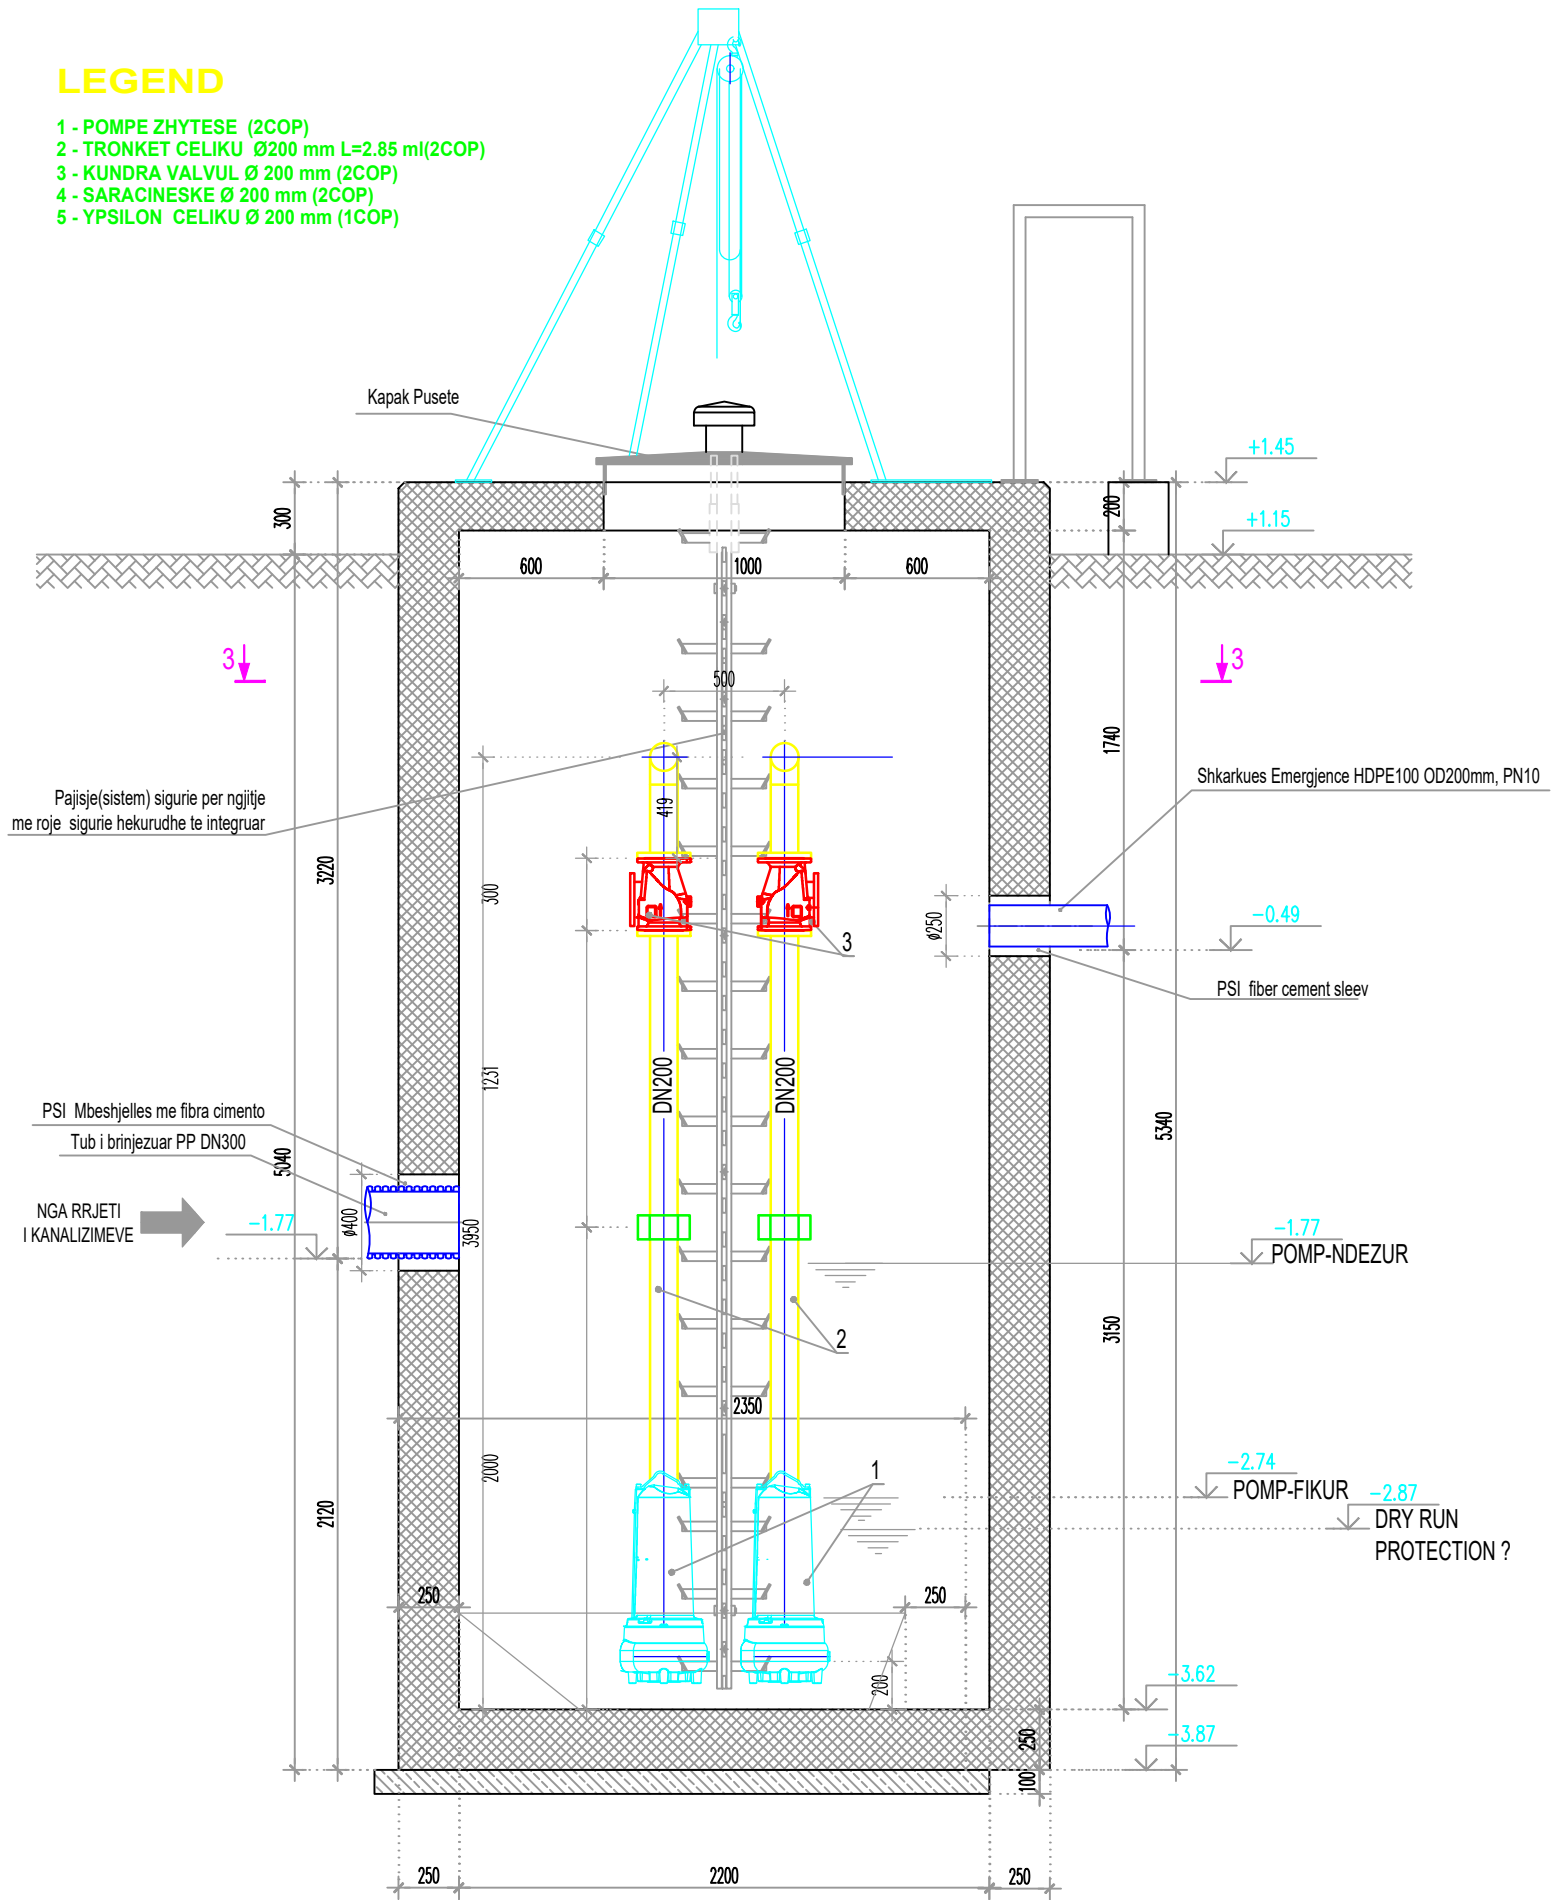 LEGEND
1 - POMPE ZHYTESE (2COP)
2 - TRONKET CELIKU Ø200 mm L=2.85 ml(2COP)
3 - KUNDRA VALVUL Ø 200 mm (2COP)
4 - SARACINESKE Ø 200 mm (2COP)
5 - YPSILON CELIKU Ø 200 mm (1COP)
Kapak Pusete
+1.45
300
200
+1.15
600
1000
600
3
3
500
1740
Shkarkues Emergjence HDPE100 OD200mm, PN10
Pajisje(sistem) sigurie per ngjitje
me roje sigurie hekurudhe te integruar
419
3220
300
ø250
-0.49
3
PSI fiber cement sleev
1231
DN200
DN200
PSI Mbeshjelles me fibra cimento
Tub i brinjezuar PP DN300
5040
5340
NGA RRJETI
I KANALIZIMEVE
-1.77
ø400
3950
-1.77
POMP-NDEZUR
3150
2
2350
2000
1
-2.74
POMP-FIKUR
-2.87
DRY RUN
PROTECTION ?
2120
250
250
200
-3.62
250
-3.87
100
250
2200
250